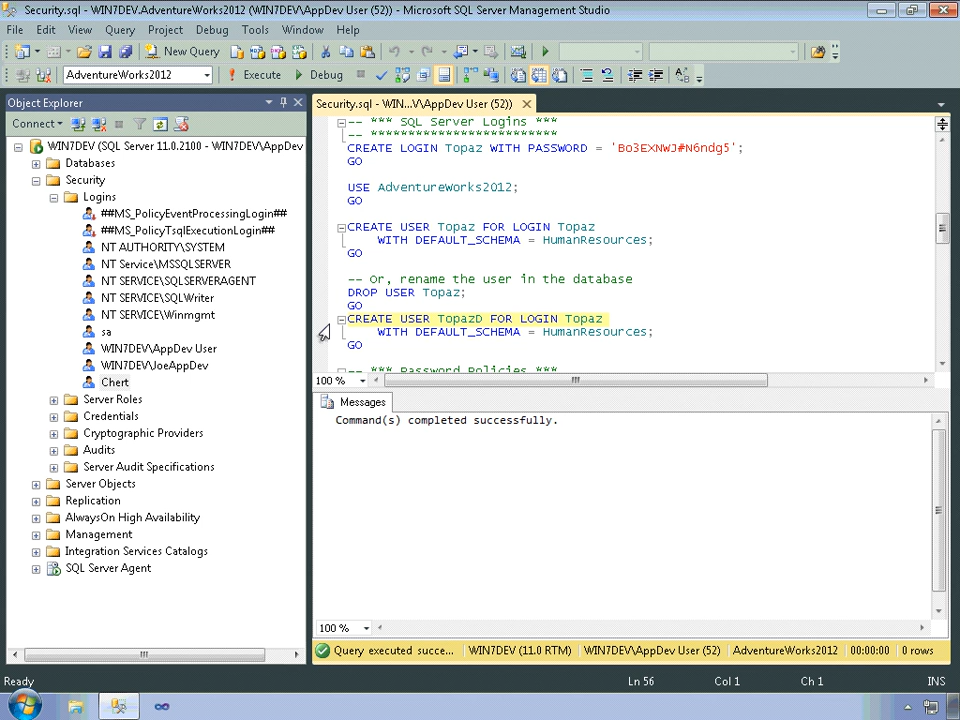 Security.sql - WIN7DEV.AdventureWorks2012 (WIN7DEV\AppDev User (52)) - Microsoft SQL Server Management Studio
File Edit View Query Project Debug Tools Window Help
New Query
AdventureWorks2012 Execute Debug
Object Explorer
Connect
WIN7DEV (SQL Server 11.0.2100 - WIN7DEV\AppDev
Databases
Security
Logins
##MS_PolicyEventProcessingLogin##
##MS_PolicyTsqlExecutionLogin##
NT AUTHORITY\SYSTEM
NT Service\MSSQLSERVER
NT SERVICE\SQLSERVERAGENT
NT SERVICE\SQLWriter
NT SERVICE\Winmgmt
sa
WIN7DEV\AppDev User
WIN7DEV\JoeAppDev
Chert
Server Roles
Credentials
Cryptographic Providers
Audits
Server Audit Specifications
Server Objects
Replication
AlwaysOn High Availability
Management
Integration Services Catalogs
SQL Server Agent
Security.sql - WIN...V\AppDev User (52))
-- *** SQL Server Logins ***
-- *************************
CREATE LOGIN Topaz WITH PASSWORD = 'Bo3EXNWJ#N6ndg5';
GO
USE AdventureWorks2012;
GO
CREATE USER Topaz FOR LOGIN Topaz
WITH DEFAULT_SCHEMA = HumanResources;
GO
-- Or, rename the user in the database
DROP USER Topaz;
GO
CREATE USER TopazD FOR LOGIN Topaz
WITH DEFAULT_SCHEMA = HumanResources;
GO
-- *** Password Policies ***
100 %
Messages
Command(s) completed successfully.
100 %
Query executed succe... WIN7DEV (11.0 RTM) WIN7DEV\AppDev User (52) AdventureWorks2012 00:00:00 0 rows
Ready Ln 56 Col 1 Ch 1 INS